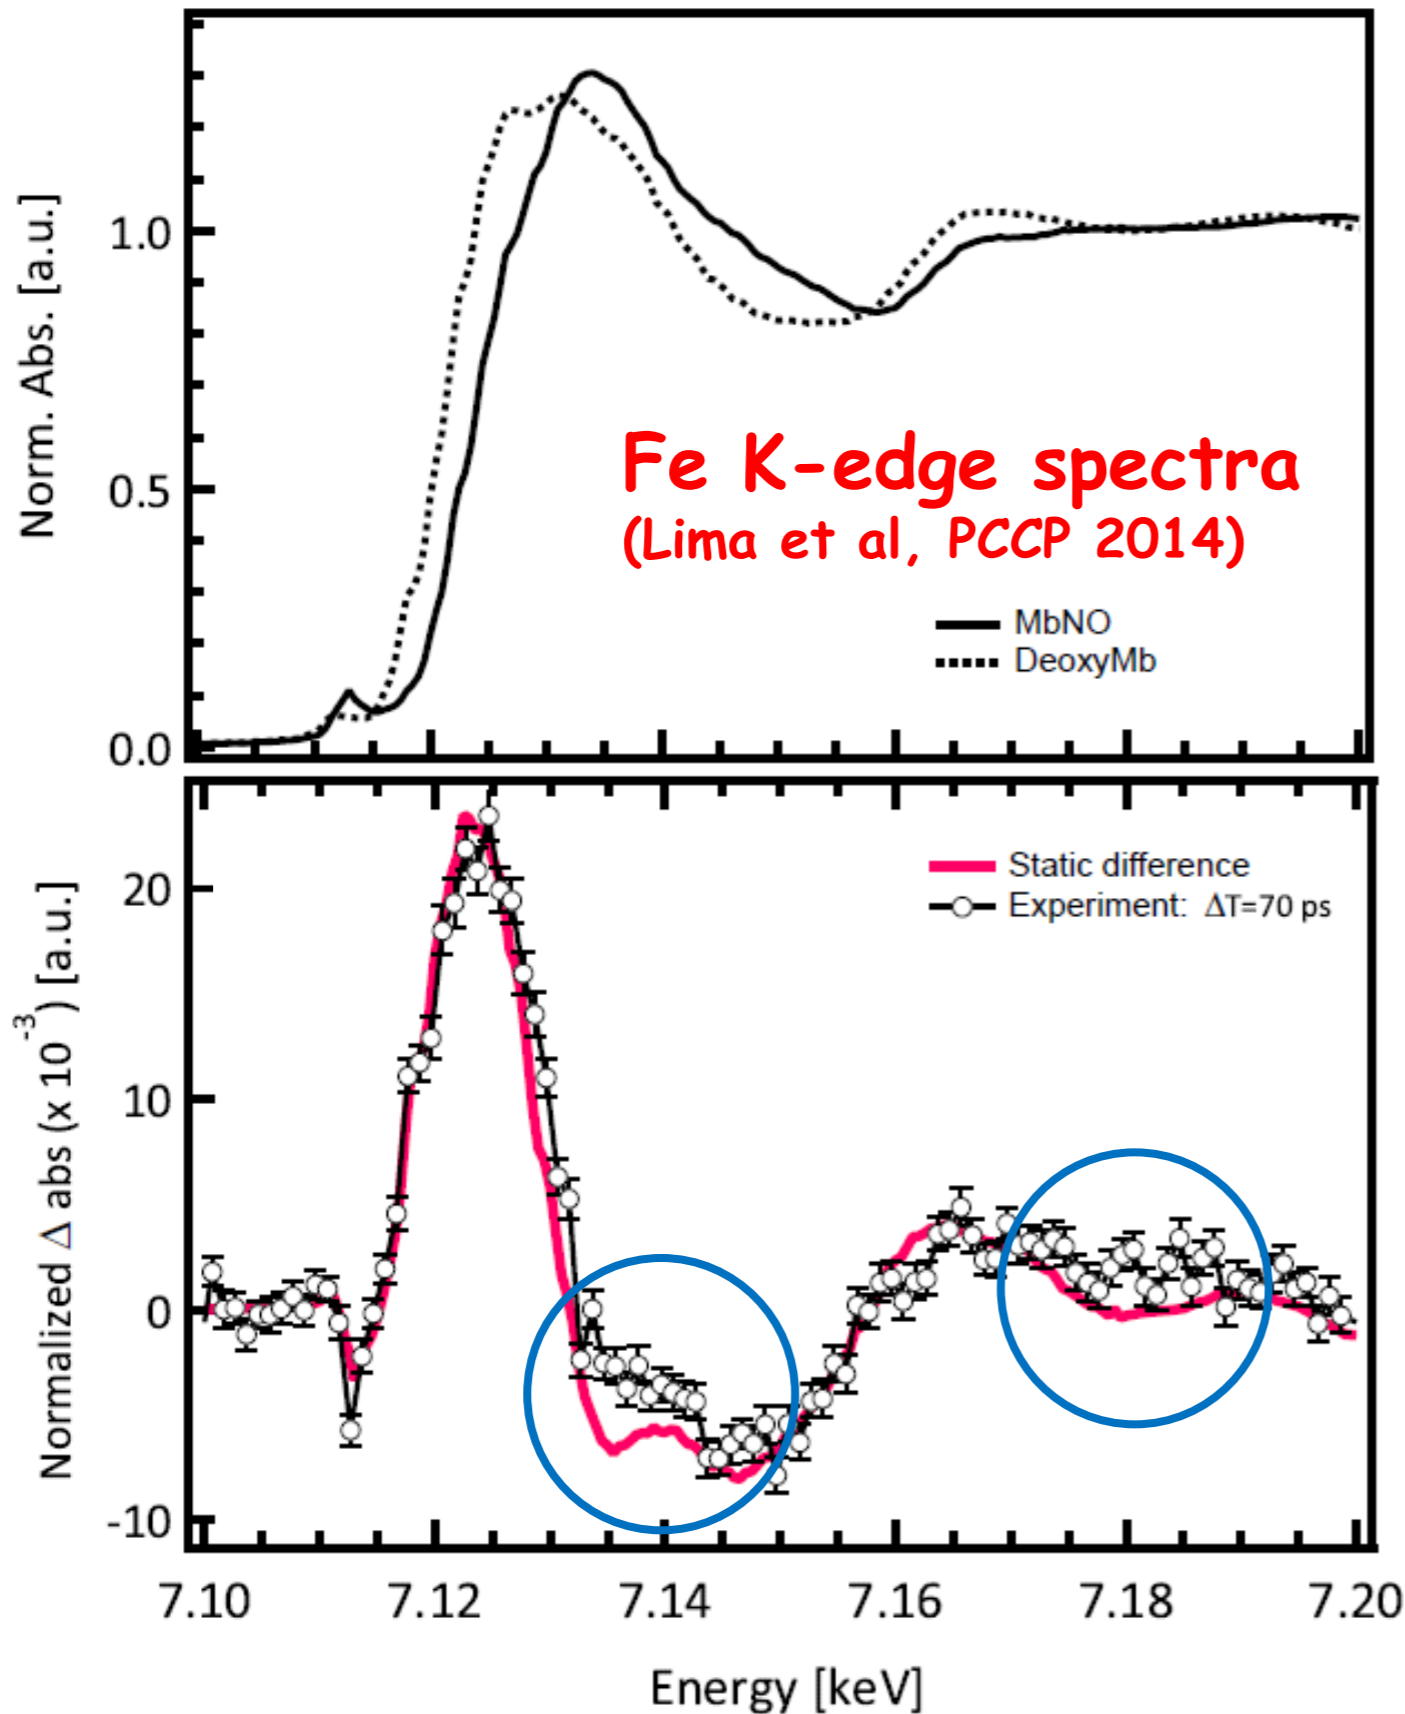 Norm. Abs. [a.u.]
1.0
0.5
0.0
Fe K-edge spectra
(Lima et al, PCCP 2014)
MbNO
DeoxyMb
Normalized Δ abs (x 10⁻³) [a.u.]
20
10
0
-10
Static difference
Experiment: ΔT=70 ps
7.10 7.12 7.14 7.16 7.18 7.20
Energy [keV]